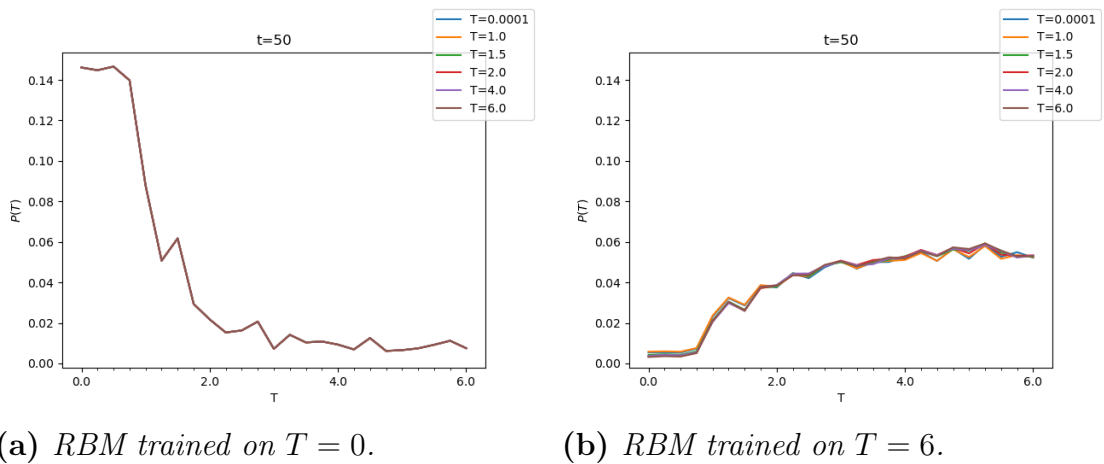 t=50
T=0.0001
T=1.0
T=1.5
T=2.0
T=4.0
T=6.0
0.14
0.12
0.10
0.08
0.06
0.04
0.02
0.00
P(T)
0.0
2.0
4.0
6.0
T
t=50
T=0.0001
T=1.0
T=1.5
T=2.0
T=4.0
T=6.0
0.14
0.12
0.10
0.08
0.06
0.04
0.02
0.00
P(T)
0.0
2.0
4.0
6.0
T
(a) RBM trained on T = 0.
(b) RBM trained on T = 6.